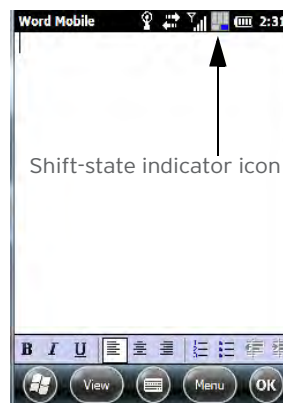 Word Mobile 2:31
Shift-state indicator icon
B I U
View Menu OK